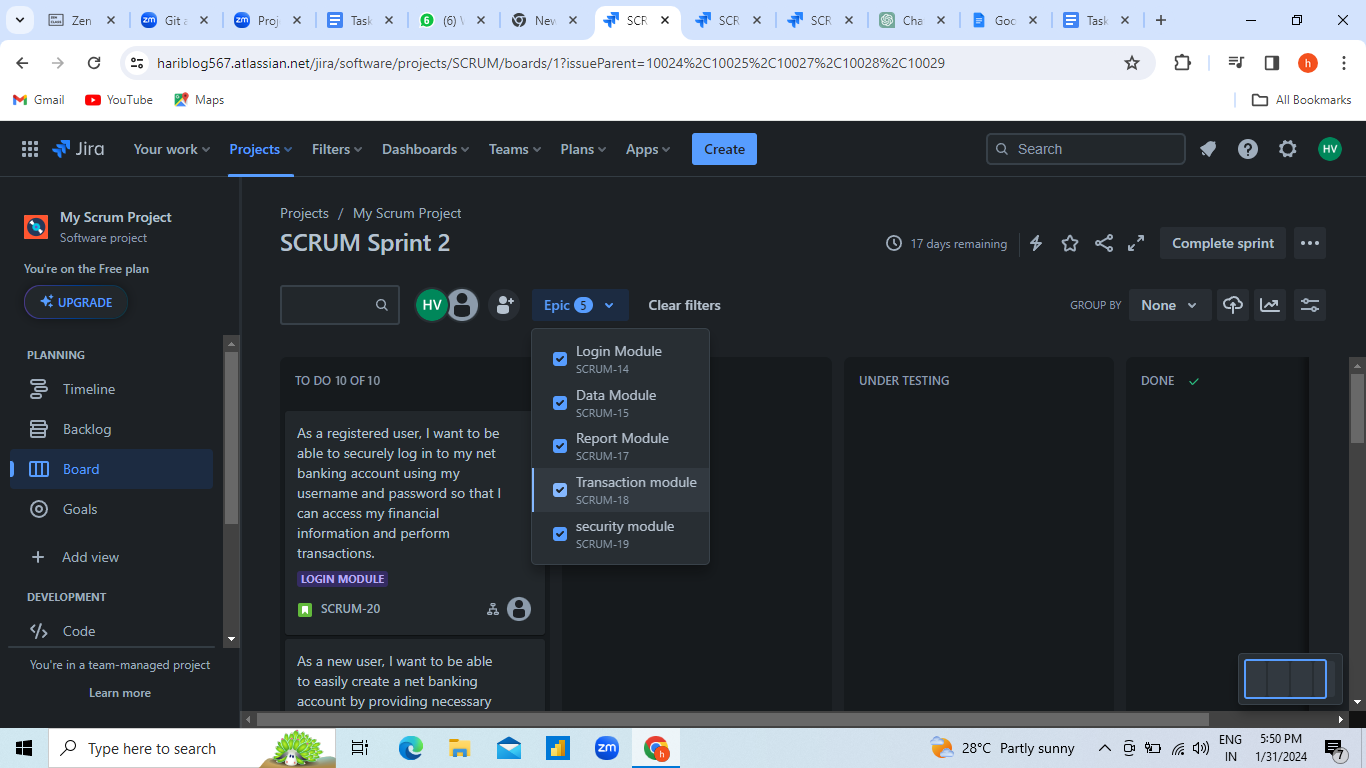 Zen
Git a
Proje
Task
(6) W
New
SCR
SCR
SCR
Cha
Goo
Task
hariblog567.atlassian.net/jira/software/projects/SCRUM/boards/1?issueParent=10024%2C10025%2C10027%2C10028%2C10029
h
Gmail YouTube Maps All Bookmarks
Jira Your work Projects Filters Dashboards Teams Plans Apps Create Search HV
My Scrum Project
Software project
You're on the Free plan
UPGRADE
PLANNING
Timeline
Backlog
Board
Goals
Add view
DEVELOPMENT
Code
You're in a team-managed project
Learn more
Projects / My Scrum Project
SCRUM Sprint 2
17 days remaining
Complete sprint
HV
Epic 5
Clear filters
GROUP BY None
Login Module
SCRUM-14
Data Module
SCRUM-15
Report Module
SCRUM-17
Transaction module
SCRUM-18
security module
SCRUM-19
TO DO 10 OF 10
UNDER TESTING
DONE
As a registered user, I want to be
able to securely log in to my net
banking account using my
username and password so that I
can access my financial
information and perform
transactions.
LOGIN MODULE
SCRUM-20
As a new user, I want to be able
to easily create a net banking
account by providing necessary
Type here to search
zm
h
28°C Partly sunny
ENG
IN
5:50 PM
1/31/2024
7